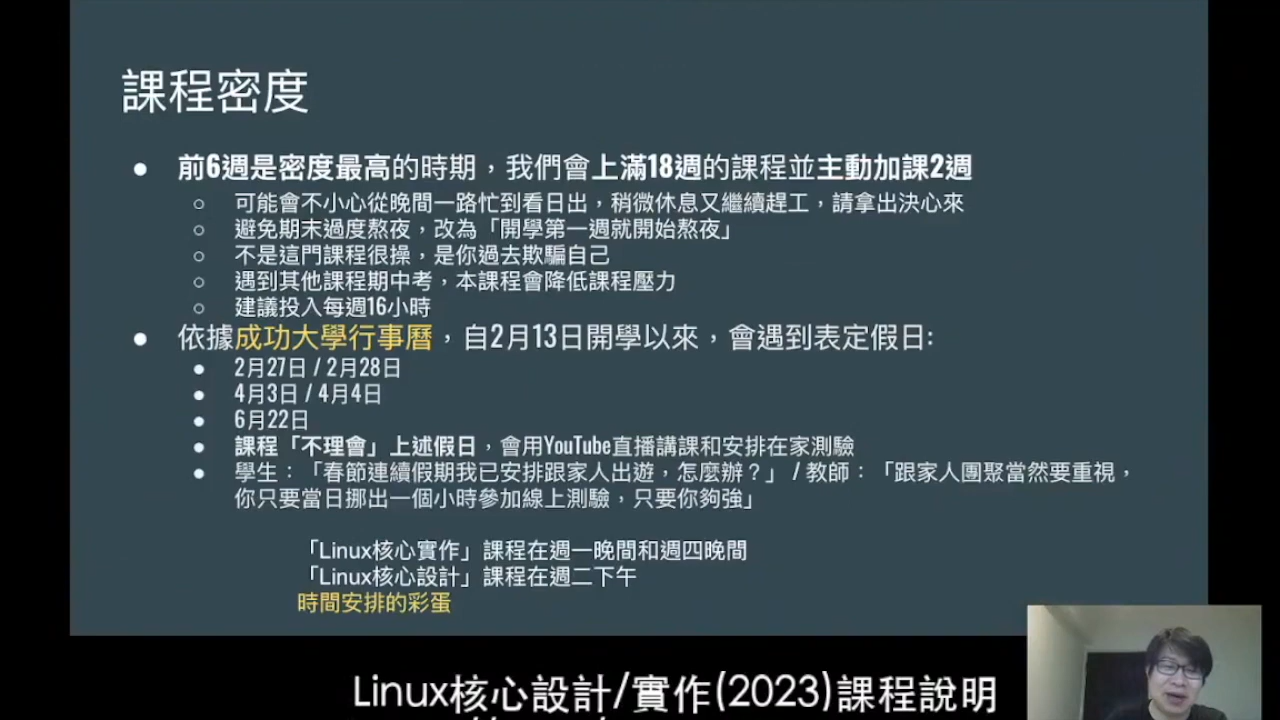 課程密度
● 前6週是密度最高的時期，我們會上滿18週的課程並主動加課2週
○ 可能會不小心從晚間一路忙到看日出，稍微休息又繼續趕工，請拿出決心來
○ 避免期末過度熬夜，改為「開學第一週就開始熬夜」
○ 不是這門課程很操，是你過去欺騙自己
○ 遇到其他課程期中考，本課程會降低課程壓力
○ 建議投入每週16小時
● 依據成功大學行事曆，自2月13日開學以來，會遇到表定假日:
● 2月27日 / 2月28日
● 4月3日 / 4月4日
● 6月22日
● 課程「不理會」上述假日，會用YouTube直播講課和安排在家測驗
● 學生：「春節連續假期我已安排跟家人出遊，怎麼辦？」 / 教師：「跟家人團聚當然要重視，
你只要當日挪出一個小時參加線上測驗，只要你夠強」
「Linux核心實作」課程在週一晚間和週四晚間
「Linux核心設計」課程在週二下午
時間安排的彩蛋
Linux核心設計/實作(2023)課程說明